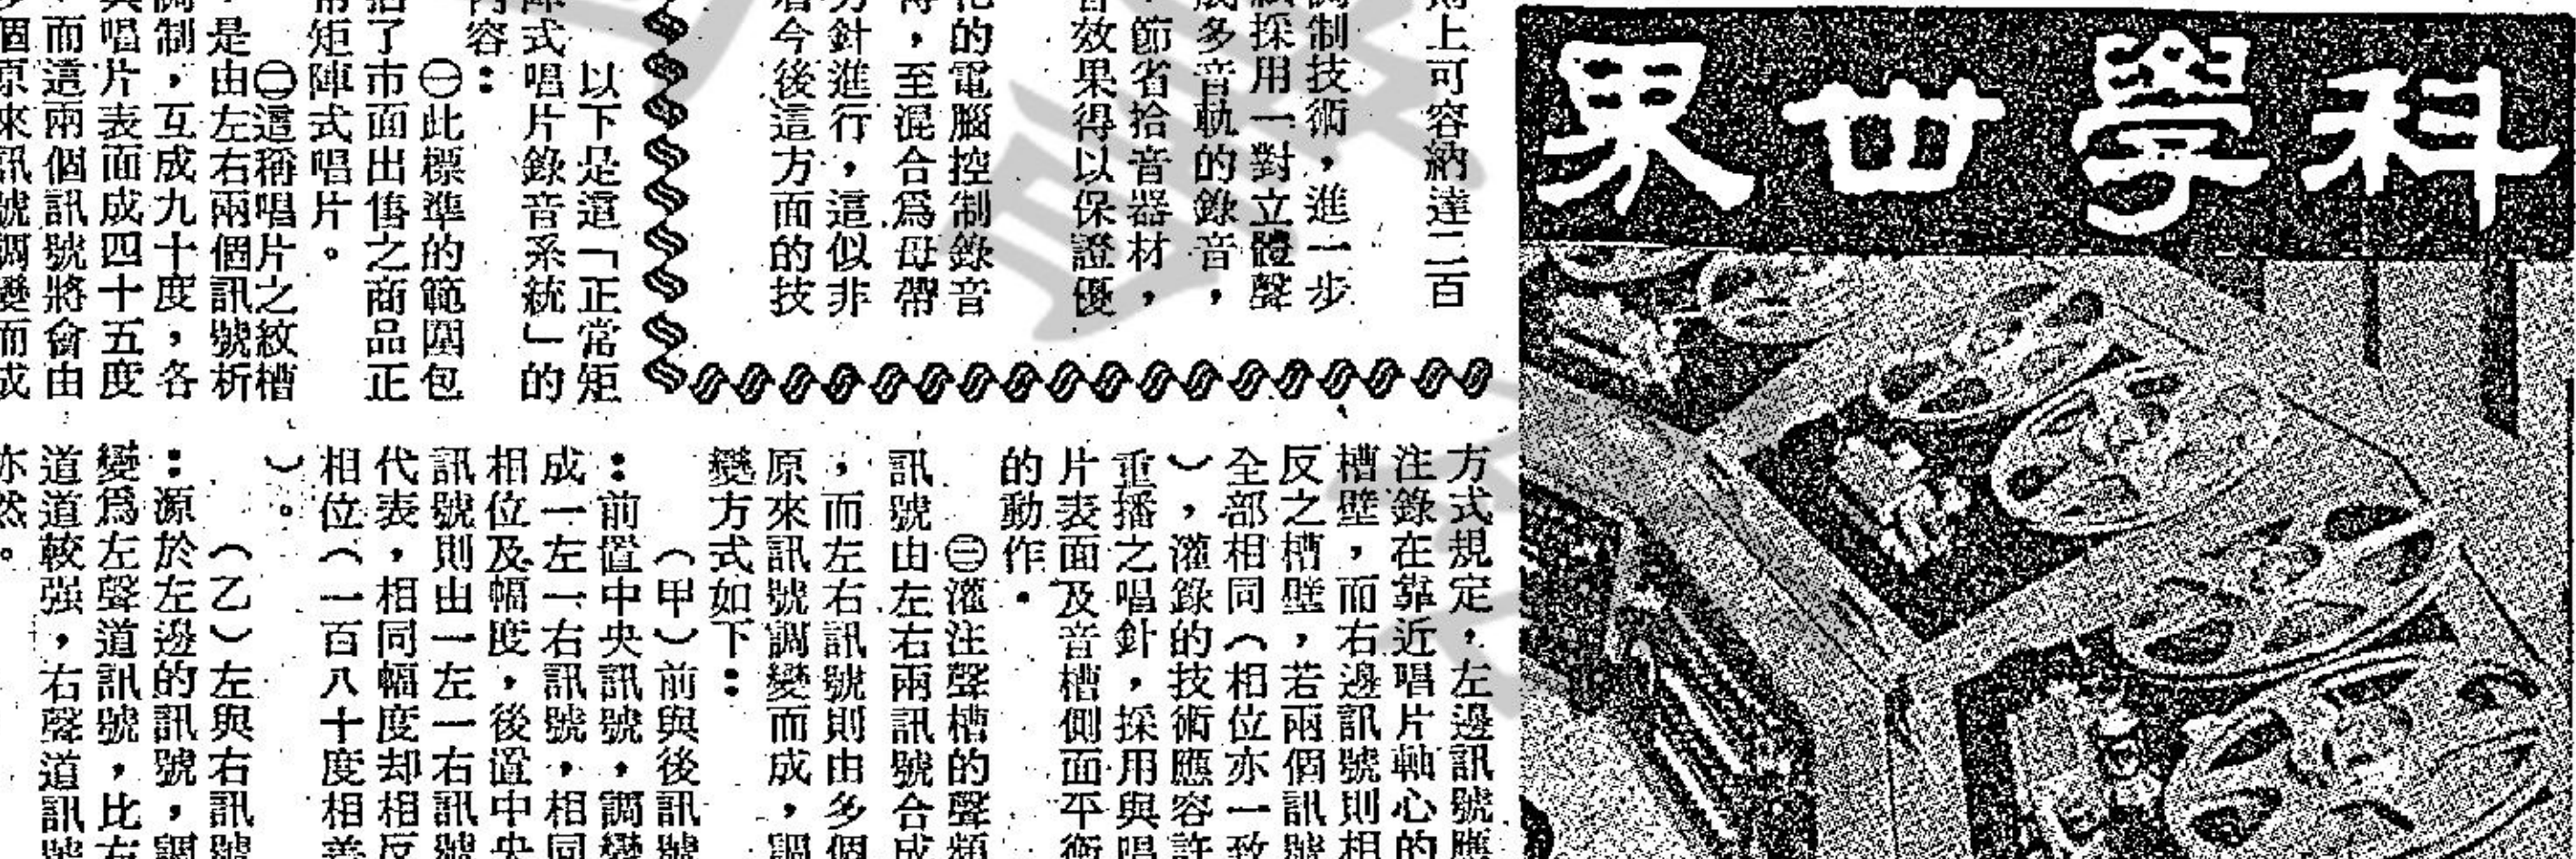 科學世界
則上可容納達二百
調制技術，進一步
採用一對立體聲
成多音軌的錄音，
節省拾音器材，
音效果得以保證優
化的電腦控制錄音
，至混合爲母帶
方針進行，這似非
着今後這方面的技
以下是這「正常矩
陣式唱片錄音系統」的
內容：
㊀此標準的範圍包
括了市面出售之商品正
常矩陣式唱片。
㊁這稱唱片之紋槽
，是由左右兩個訊號析
調制，互成九十度，各
與唱片表面成四十五度
，而這兩個訊號將會由
多個原來訊號調變而成
方式規定，左邊訊號應
注錄在靠近唱片軸心的
槽壁，而右邊訊號則相
反之槽壁，若兩個訊號
全部相同（相位亦一致
），灌錄的技術應容許
重播之唱針，採用與唱
片表面及音槽側面平衡
的動作。
㊂灌注聲槽的聲頻
訊號由左右兩訊號合成
，而左右訊號則由多個
原來訊號調變而成，調
變方式如下：
（甲）前與後訊號
：前置中央訊號，調變
成一左一右訊號，相同
相位及幅度，後置中央
訊號則由一左一右訊號
代表，相同幅度却相反
相位（一百八十度相差
）。
（乙）左與右訊號
：源於左邊的訊號，調
變爲左聲道訊號，比右
道道較强，右聲道訊號
亦然。